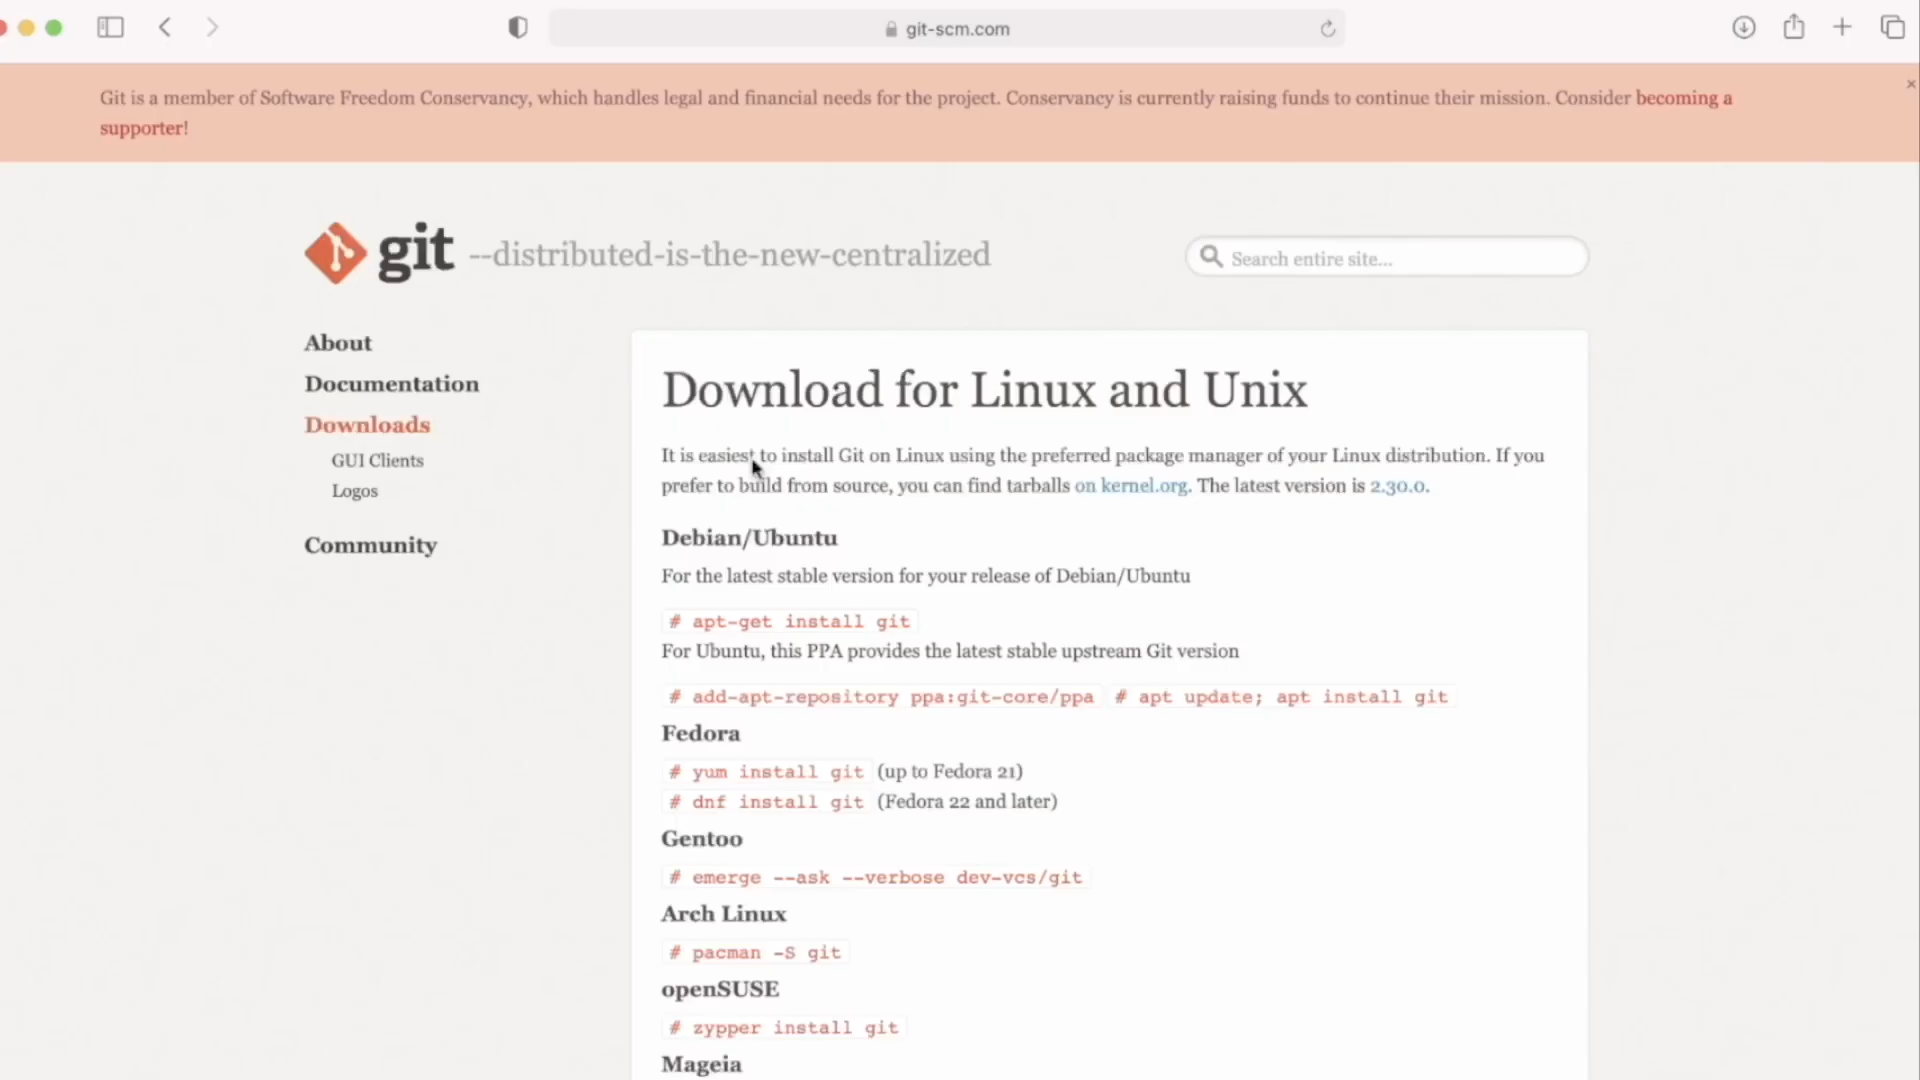 git-scm.com
Git is a member of Software Freedom Conservancy, which handles legal and financial needs for the project. Conservancy is currently raising funds to continue their mission. Consider becoming a
supporter!
×
git --distributed-is-the-new-centralized
Search entire site...
About
Documentation
Downloads
GUI Clients
Logos
Community
Download for Linux and Unix
It is easiest to install Git on Linux using the preferred package manager of your Linux distribution. If you
prefer to build from source, you can find tarballs on kernel.org. The latest version is 2.30.0.
Debian/Ubuntu
For the latest stable version for your release of Debian/Ubuntu
# apt-get install git
For Ubuntu, this PPA provides the latest stable upstream Git version
# add-apt-repository ppa:git-core/ppa # apt update; apt install git
Fedora
# yum install git (up to Fedora 21)
# dnf install git (Fedora 22 and later)
Gentoo
# emerge --ask --verbose dev-vcs/git
Arch Linux
# pacman -S git
openSUSE
# zypper install git
Mageia